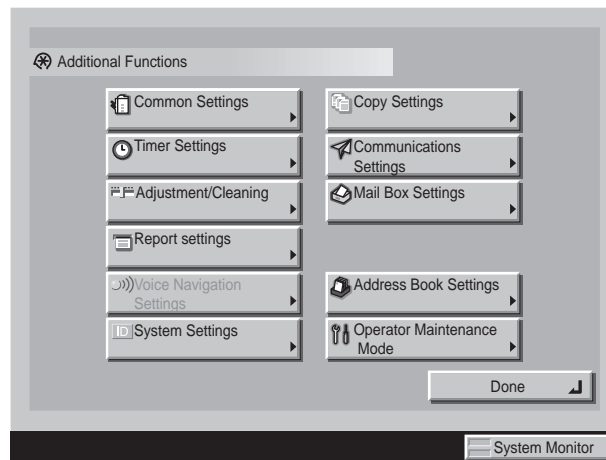 Additional Functions
Common Settings
Copy Settings
Timer Settings
Communications
Settings
Adjustment/Cleaning
Mail Box Settings
Report settings
Voice Navigation
Settings
Address Book Settings
ID
System Settings
Operator Maintenance
Mode
Done
System Monitor